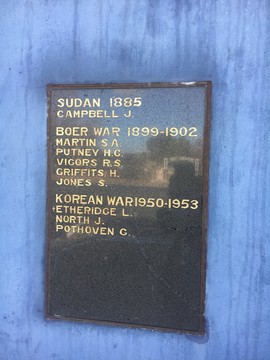 SUDAN 1885
CAMPBELL J.
BOER WAR 1899-1902
MARTIN S.A.
PUTNEY H.G.
VIGORS R.S.
GRIFFITS H.
JONES S.
KOREAN WAR 1950-1953
ETHERIDGE L.
NORTH J.
POTHOVEN G.